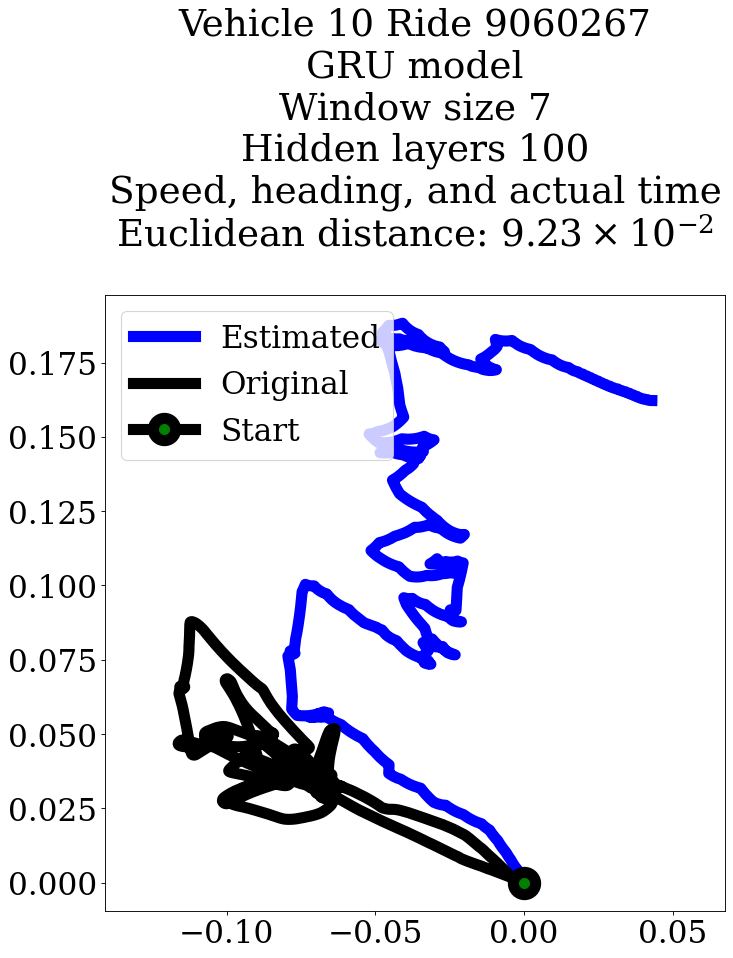 Vehicle 10 Ride 9060267
GRU model
Window size 7
Hidden layers 100
Speed, heading, and actual time
Euclidean distance: 9.23 × 10⁻²
Estimated
Original
Start
0.175
0.150
0.125
0.100
0.075
0.050
0.025
0.000
−0.10 −0.05 0.00 0.05